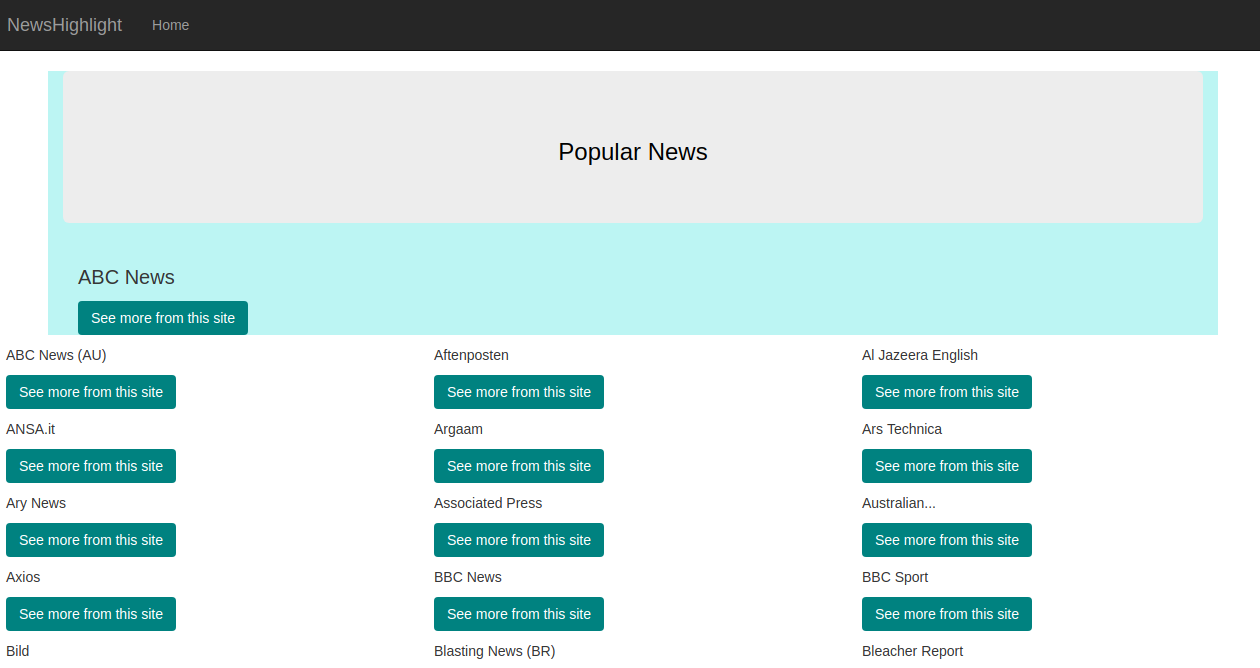 NewsHighlight Home
Popular News
ABC News
See more from this site
ABC News (AU) Aftenposten Al Jazeera English
See more from this site See more from this site See more from this site
ANSA.it Argaam Ars Technica
See more from this site See more from this site See more from this site
Ary News Associated Press Australian...
See more from this site See more from this site See more from this site
Axios BBC News BBC Sport
See more from this site See more from this site See more from this site
Bild Blasting News (BR) Bleacher Report